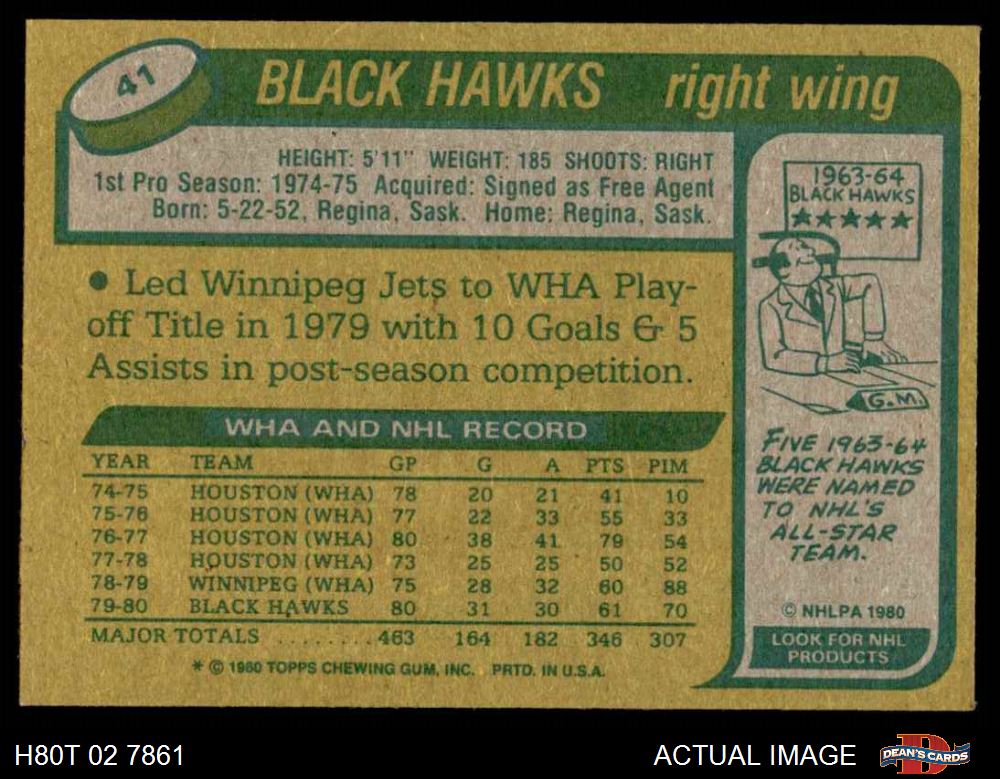 41
BLACK HAWKS right wing
HEIGHT: 5'11" WEIGHT: 185 SHOOTS: RIGHT
1st Pro Season: 1974-75 Acquired: Signed as Free Agent
Born: 5-22-52, Regina, Sask. Home: Regina, Sask.
• Led Winnipeg Jets to WHA Play-
off Title in 1979 with 10 Goals & 5
Assists in post-season competition.
WHA AND NHL RECORD
YEAR TEAM GP G A PTS PIM
74-75 HOUSTON (WHA) 78 20 21 41 10
75-76 HOUSTON (WHA) 77 22 33 55 33
76-77 HOUSTON (WHA) 80 38 41 79 54
77-78 HOUSTON (WHA) 73 25 25 50 52
78-79 WINNIPEG (WHA) 75 28 32 60 88
79-80 BLACK HAWKS 80 31 30 61 70
MAJOR TOTALS ........463 164 182 346 307
* © 1980 TOPPS CHEWING GUM, INC. PRTD. IN U.S.A.
1963-64
BLACK HAWKS
★★★★★
G.M.
FIVE 1963-64
BLACK HAWKS
WERE NAMED
TO NHL'S
ALL-STAR
TEAM.
© NHLPA 1980
LOOK FOR NHL
PRODUCTS
H80T 02 7861
ACTUAL IMAGE
D
DEAN'S CARDS